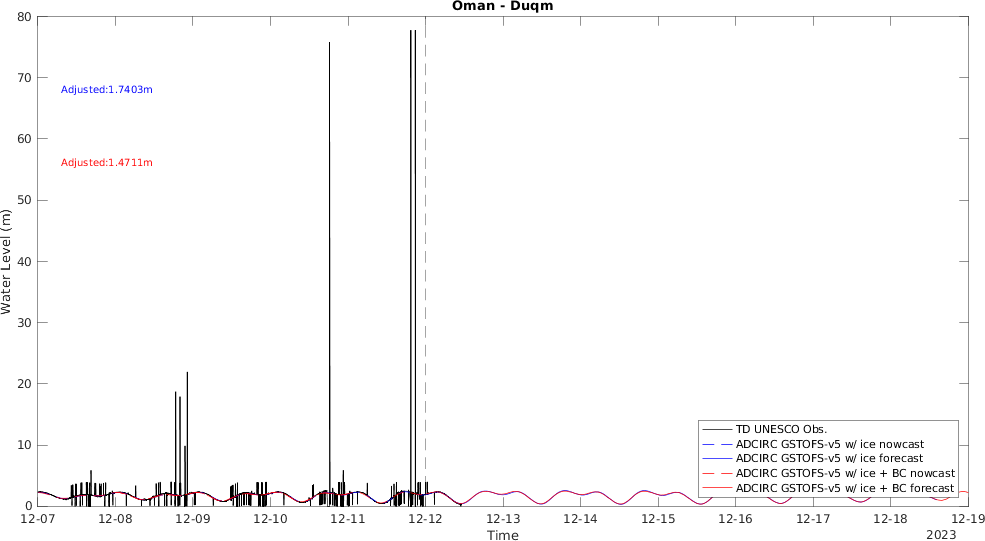 Oman - Duqm
80
70
60
50
40
30
20
10
0
Water Level (m)
Adjusted:1.7403m
Adjusted:1.4711m
TD UNESCO Obs.
ADCIRC GSTOFS-v5 w/ ice nowcast
ADCIRC GSTOFS-v5 w/ ice forecast
ADCIRC GSTOFS-v5 w/ ice + BC nowcast
ADCIRC GSTOFS-v5 w/ ice + BC forecast
12-07 12-08 12-09 12-10 12-11 12-12 12-13 12-14 12-15 12-16 12-17 12-18 12-19
Time
2023